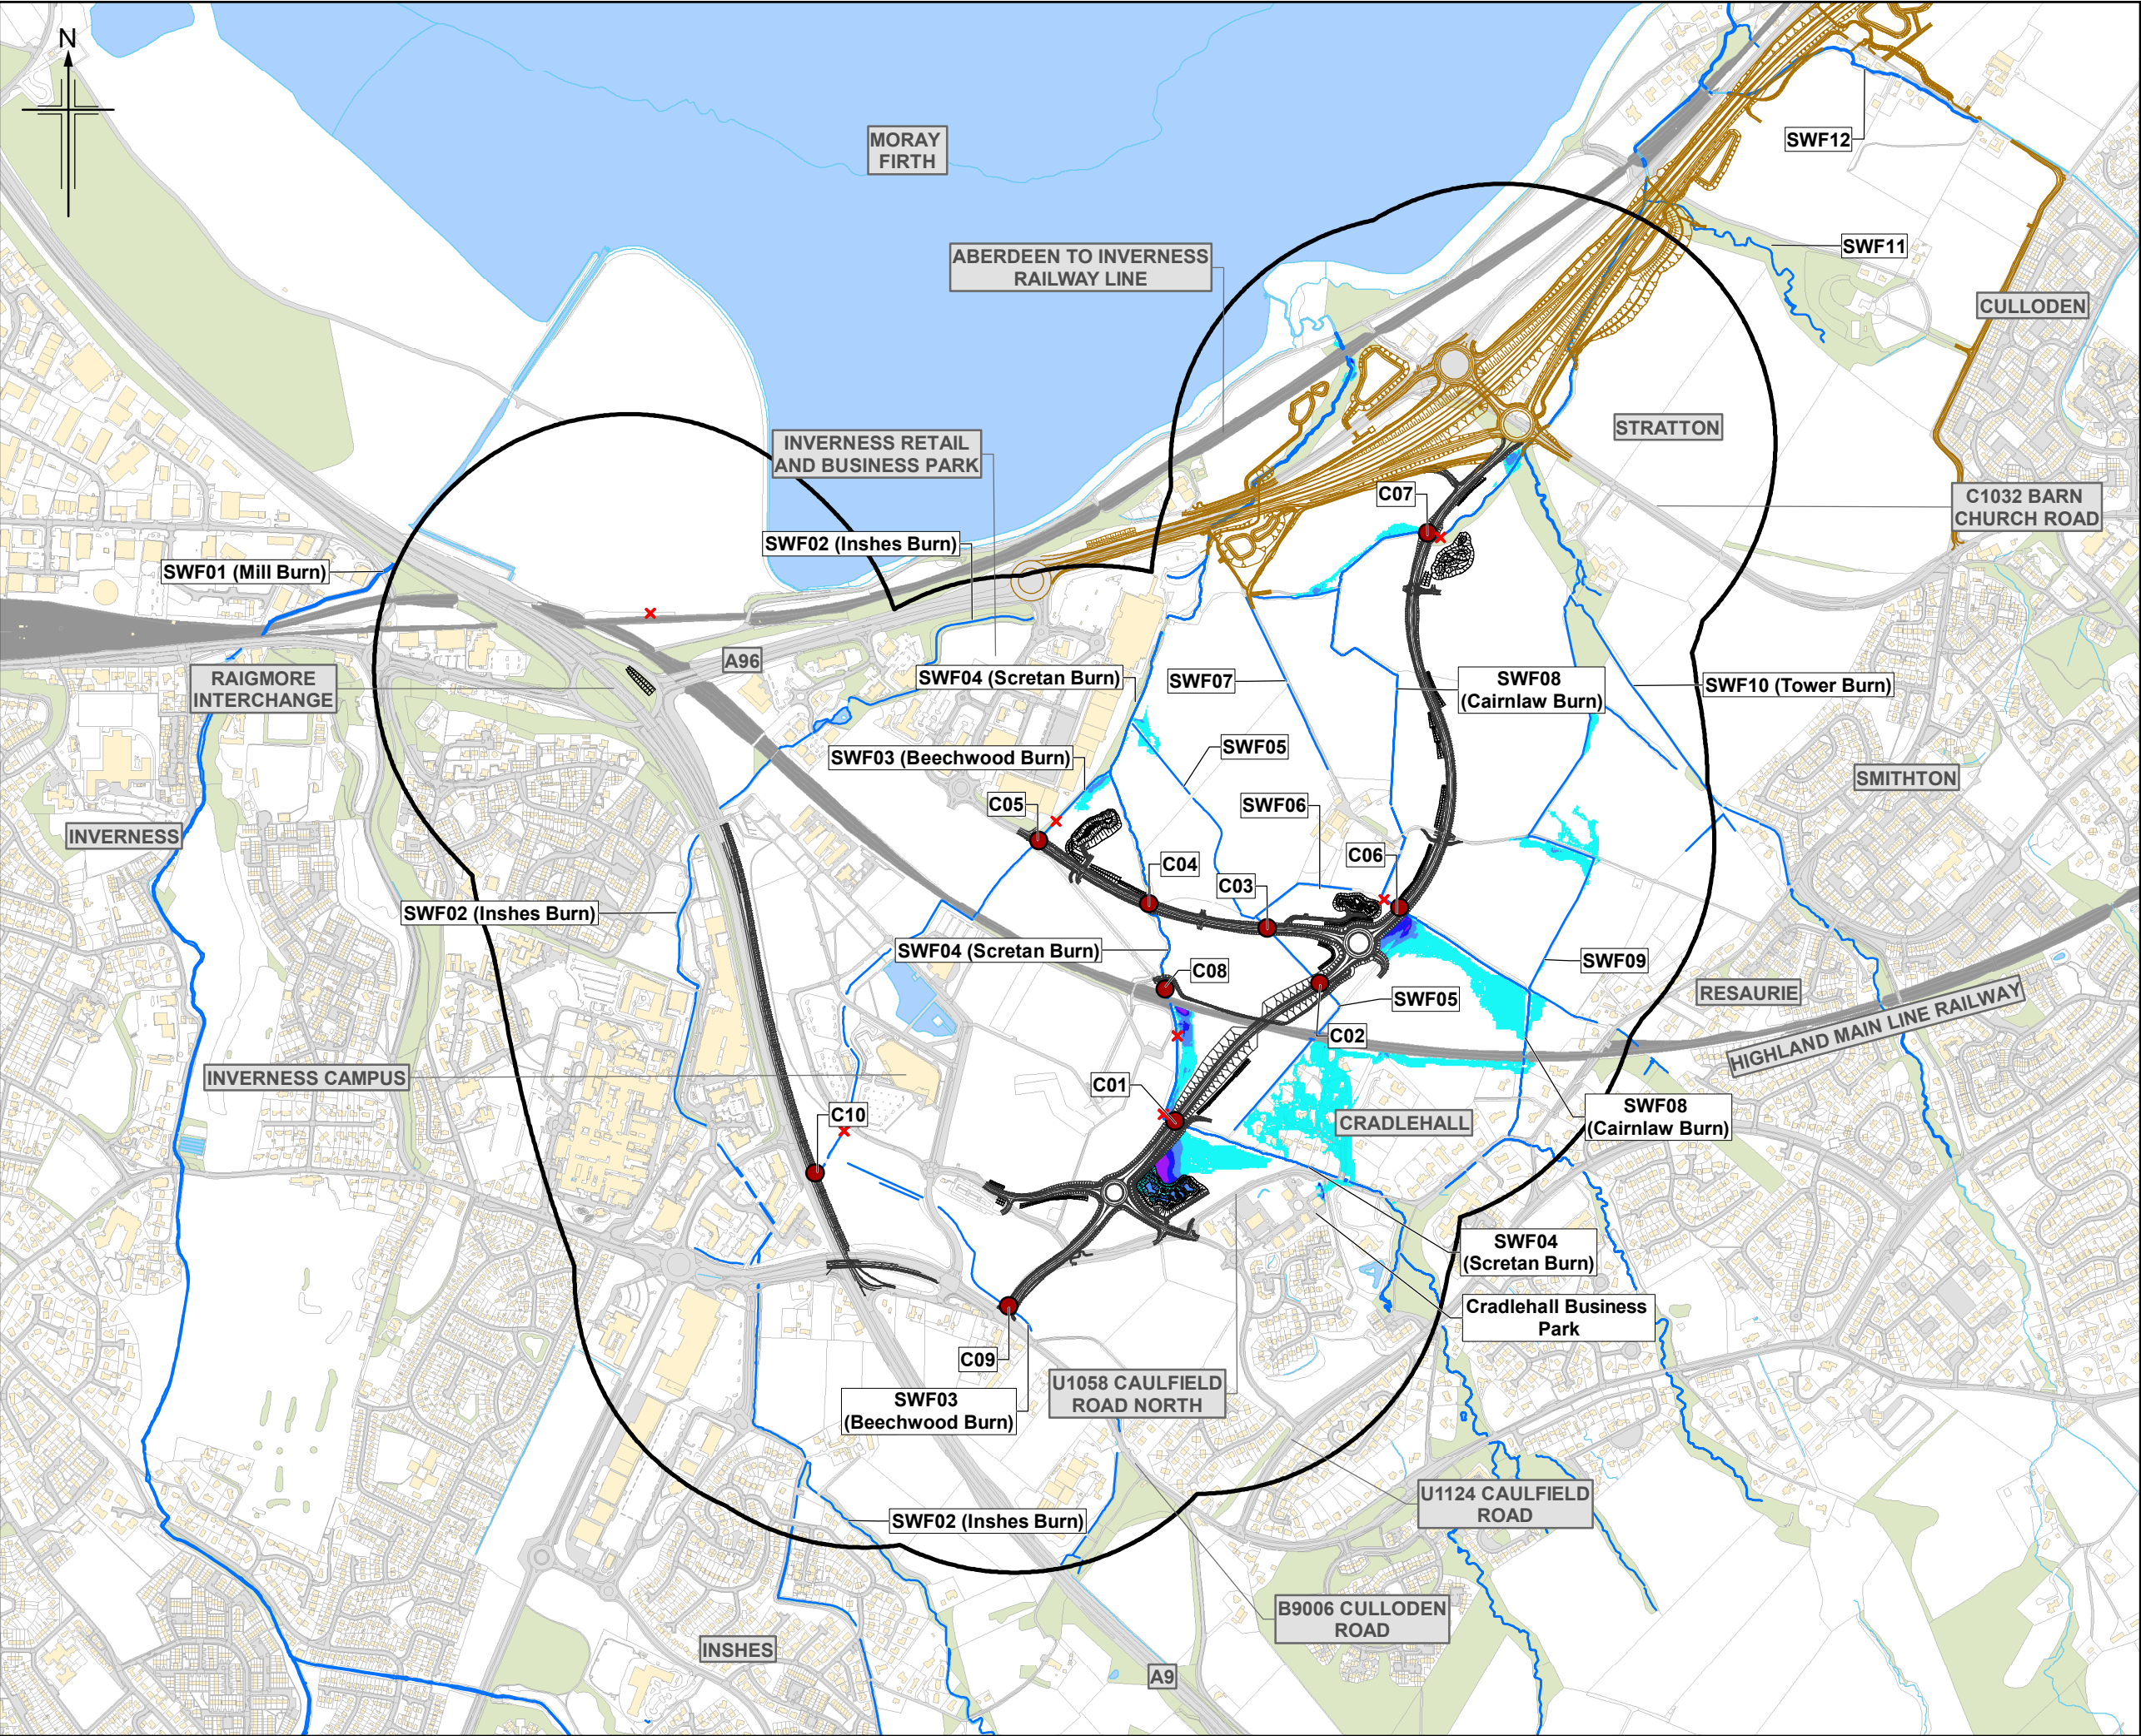 N
MORAY
FIRTH
SWF12
SWF11
ABERDEEN TO INVERNESS
RAILWAY LINE
CULLODEN
STRATTON
INVERNESS RETAIL
AND BUSINESS PARK
C07
C1032 BARN
CHURCH ROAD
SWF02 (Inshes Burn)
SWF01 (Mill Burn)
A96
RAIGMORE
INTERCHANGE
SWF04 (Scretan Burn)
SWF07
SWF08
(Cairnlaw Burn)
SWF10 (Tower Burn)
SWF05
SWF03 (Beechwood Burn)
SMITHTON
C05
SWF06
INVERNESS
C06
C04
C03
SWF02 (Inshes Burn)
SWF04 (Scretan Burn)
SWF09
C08
RESAURIE
SWF05
HIGHLAND MAIN LINE RAILWAY
C02
INVERNESS CAMPUS
C01
C10
CRADLEHALL
SWF08
(Cairnlaw Burn)
SWF04
(Scretan Burn)
Cradlehall Business
Park
C09
U1058 CAULFIELD
ROAD NORTH
SWF03
(Beechwood Burn)
U1124 CAULFIELD
ROAD
SWF02 (Inshes Burn)
B9006 CULLODEN
ROAD
INSHES
A9